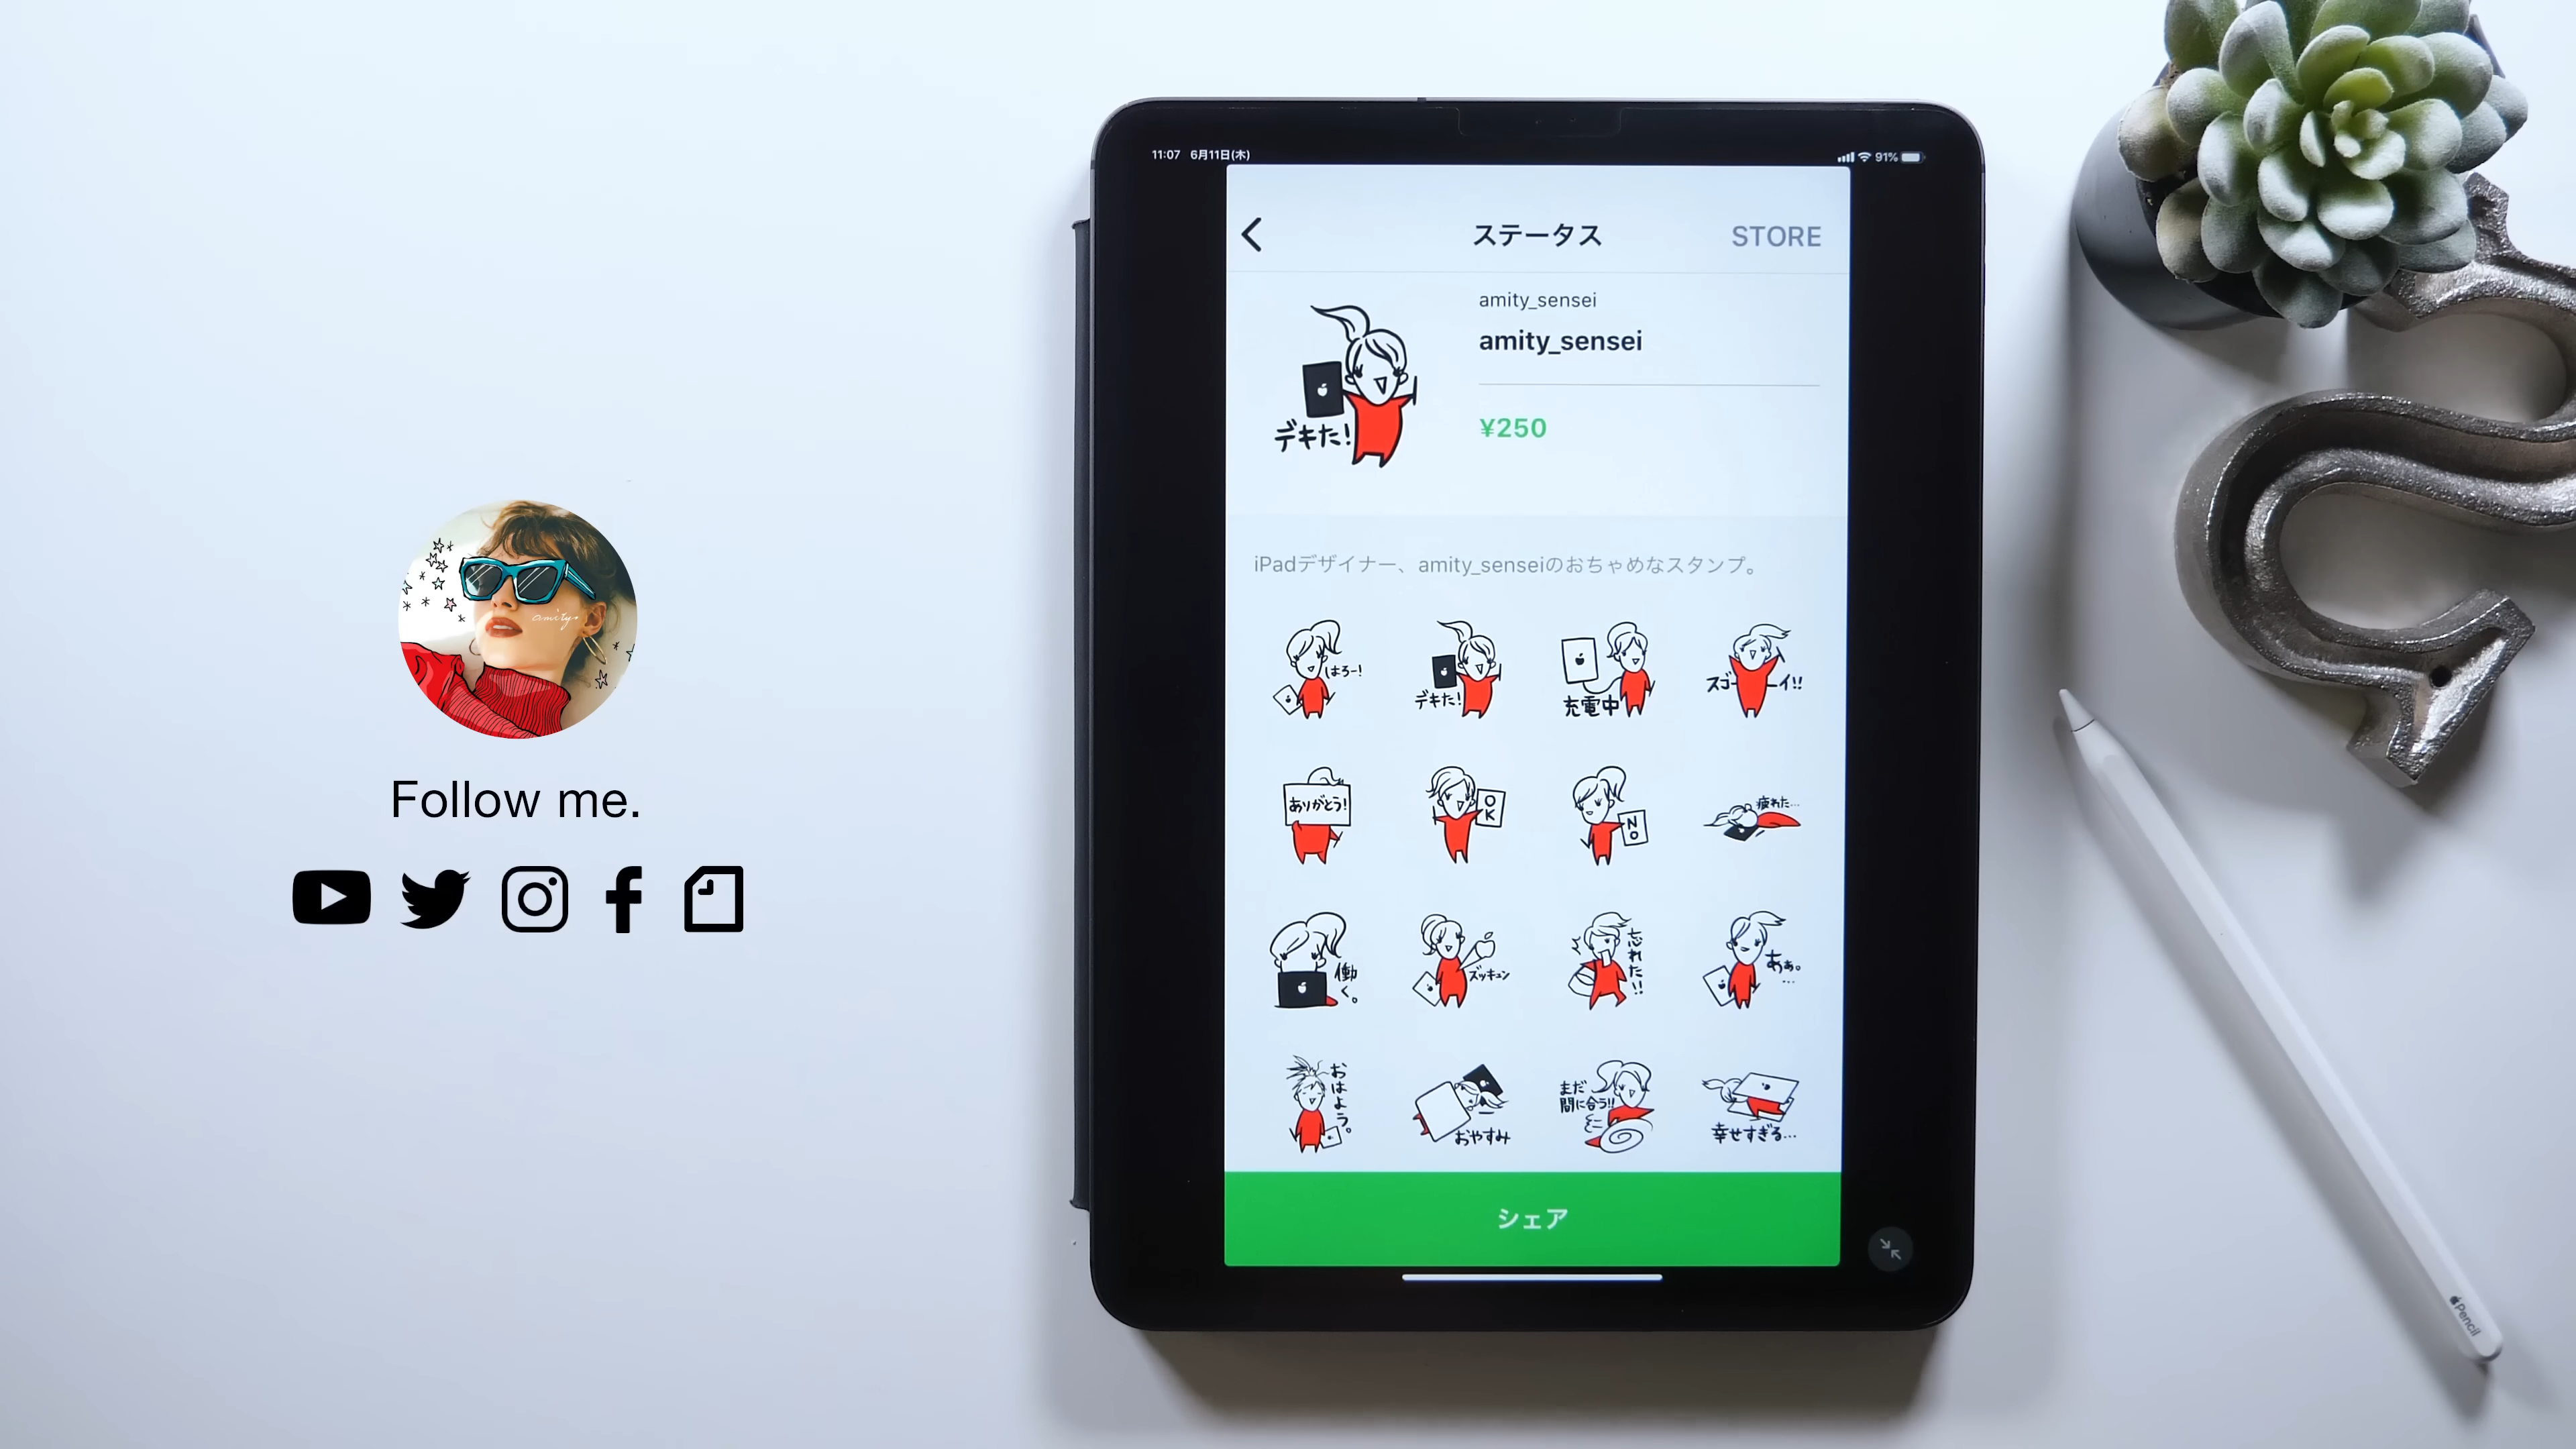 amity
Follow me.
11:07 6月11日(木)
91%
ステータス
STORE
amity_sensei
amity_sensei
¥250
デキた!
iPadデザイナー、amity_senseiのおちゃめなスタンプ。
はろー!
デキた!
充電中
スゴーイ!!
ありがとう!
OK
NO
疲れた...
働く。
ズッキュン
忘れた!!
あぁ。...
おはよう。
おやすみ
まだ
間に合う!!
幸せすぎる...
シェア
Pencil